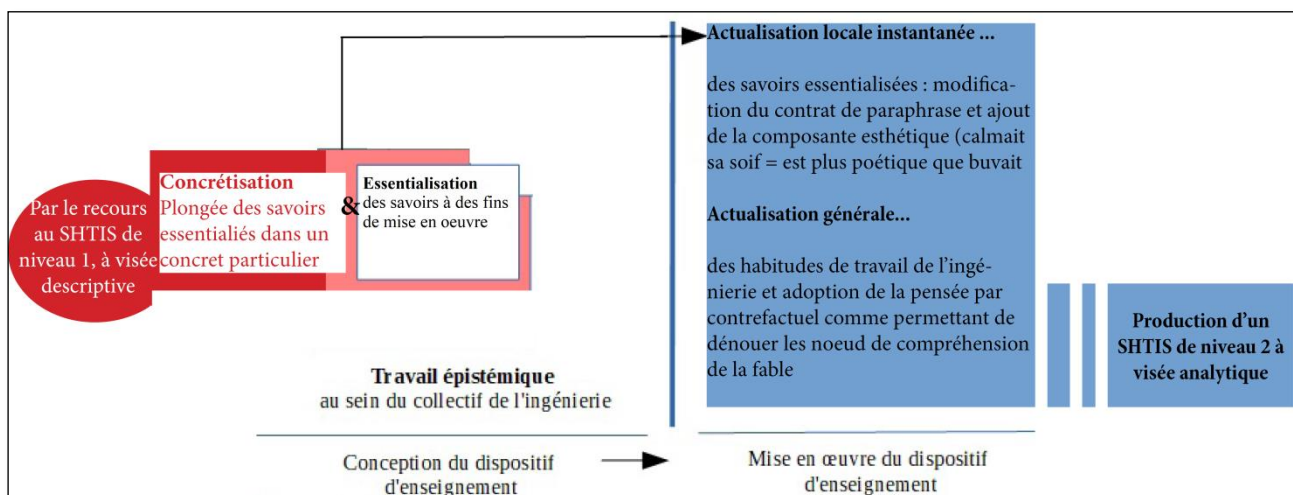 Par le recours
au SHTIS de
niveau 1, à visée
descriptive
Concrétisation
Plongée des savoirs
essentialiés dans un
concret particulier
&
Essentialisation
des savoirs à des fins
de mise en oeuvre
Travail épistémique
au sein du collectif de l'ingénierie
Conception du dispositif
d'enseignement
Actualisation locale instantanée ...
des savoirs essentialisées : modifica-
tion du contrat de paraphrase et ajout
de la composante esthétique (calmait
sa soif = est plus poétique que buvait
Actualisation générale...
des habitudes de travail de l'ingé-
nierie et adoption de la pensée par
contrefactuel comme permettant de
dénouer les noeud de compréhension
de la fable
Mise en œuvre du dispositif
d'enseignement
Production d'un
SHTIS de niveau 2 à
visée analytique